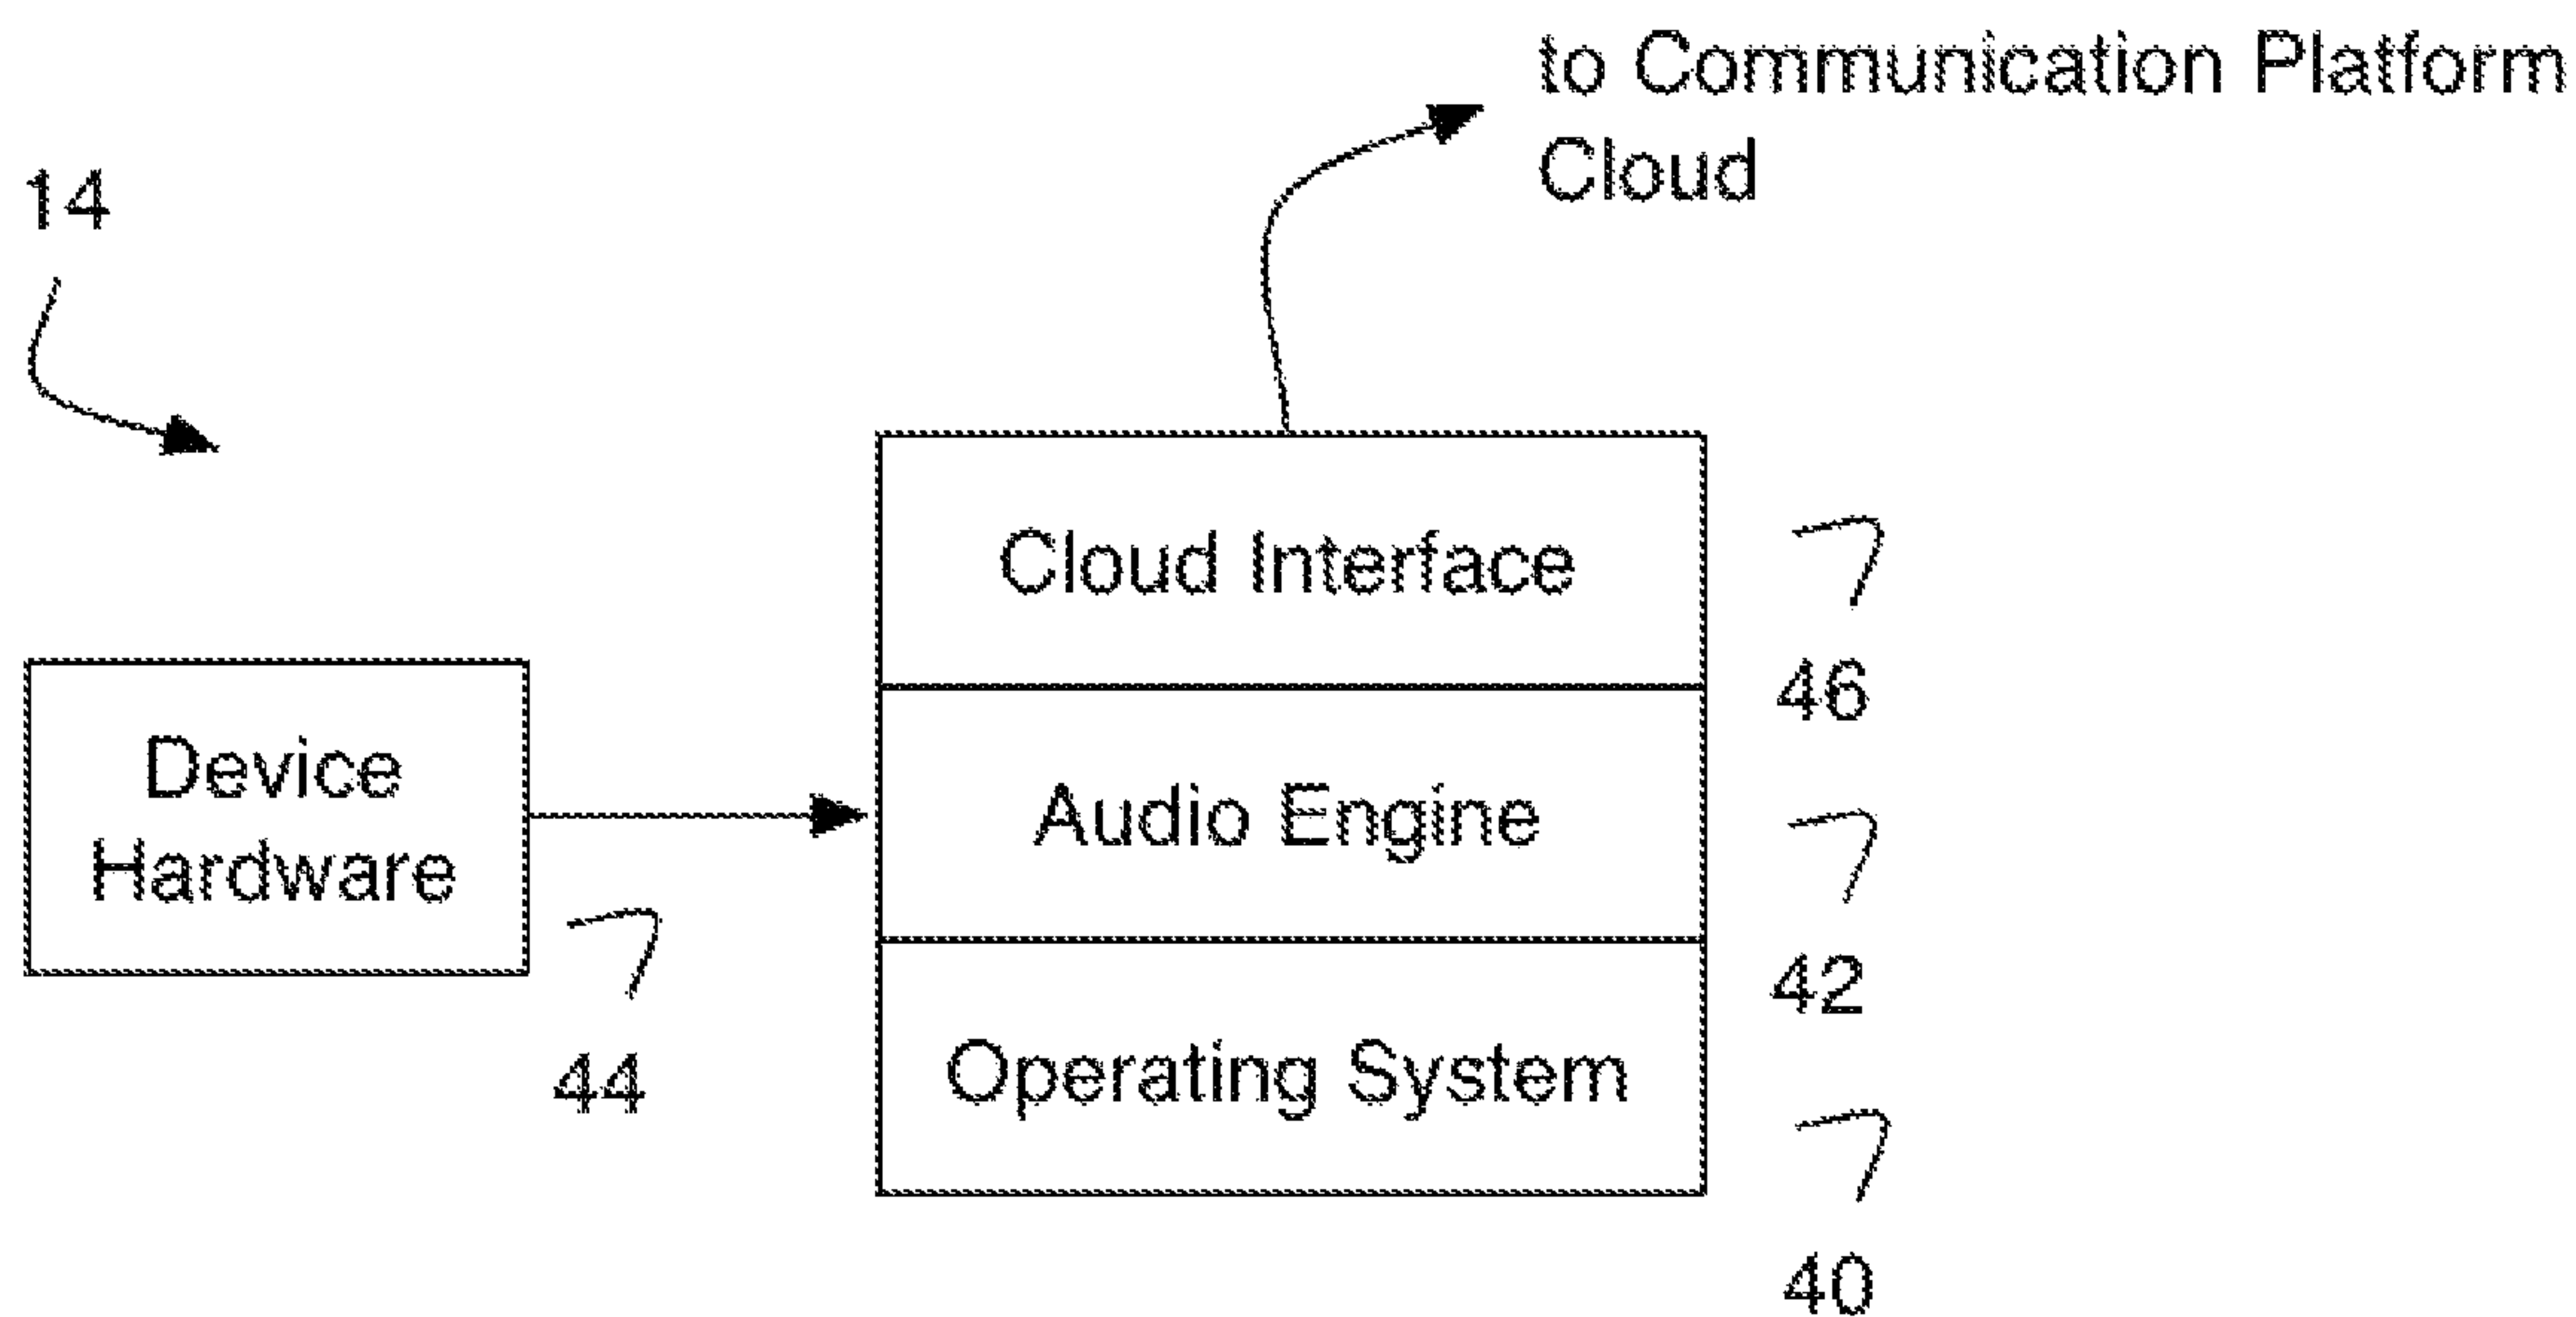 to Communication Platform
Cloud
14
Cloud Interface
46
Device
Hardware
44
Audio Engine
42
Operating System
40